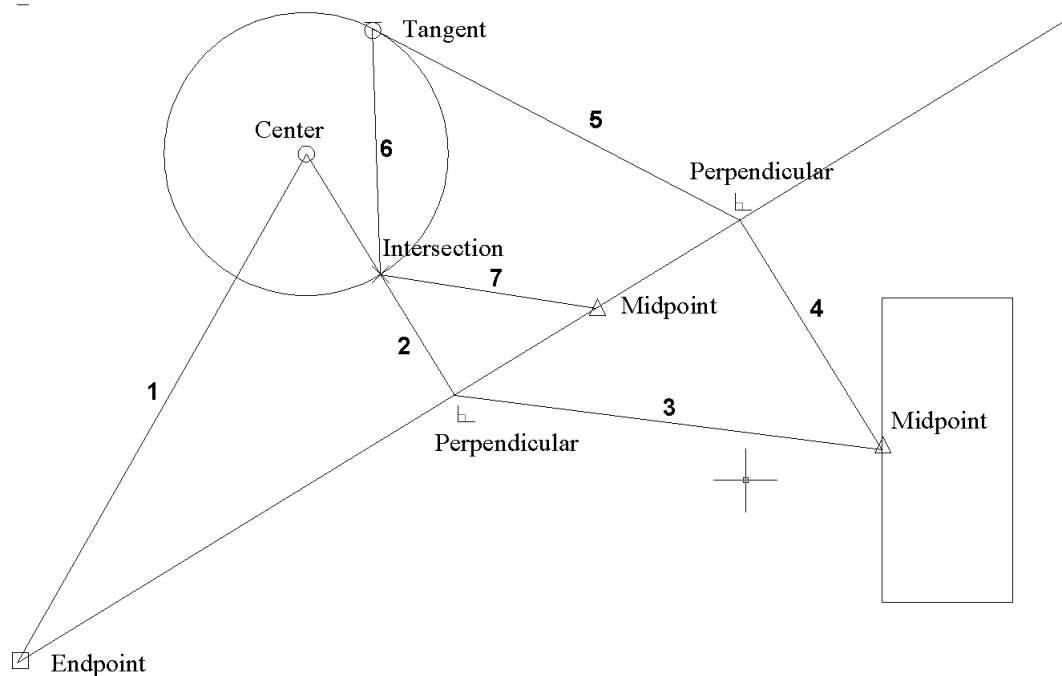 Tangent
5
Center
6
Perpendicular
Intersection
7
Midpoint
4
2
1
3
Midpoint
Perpendicular
Endpoint